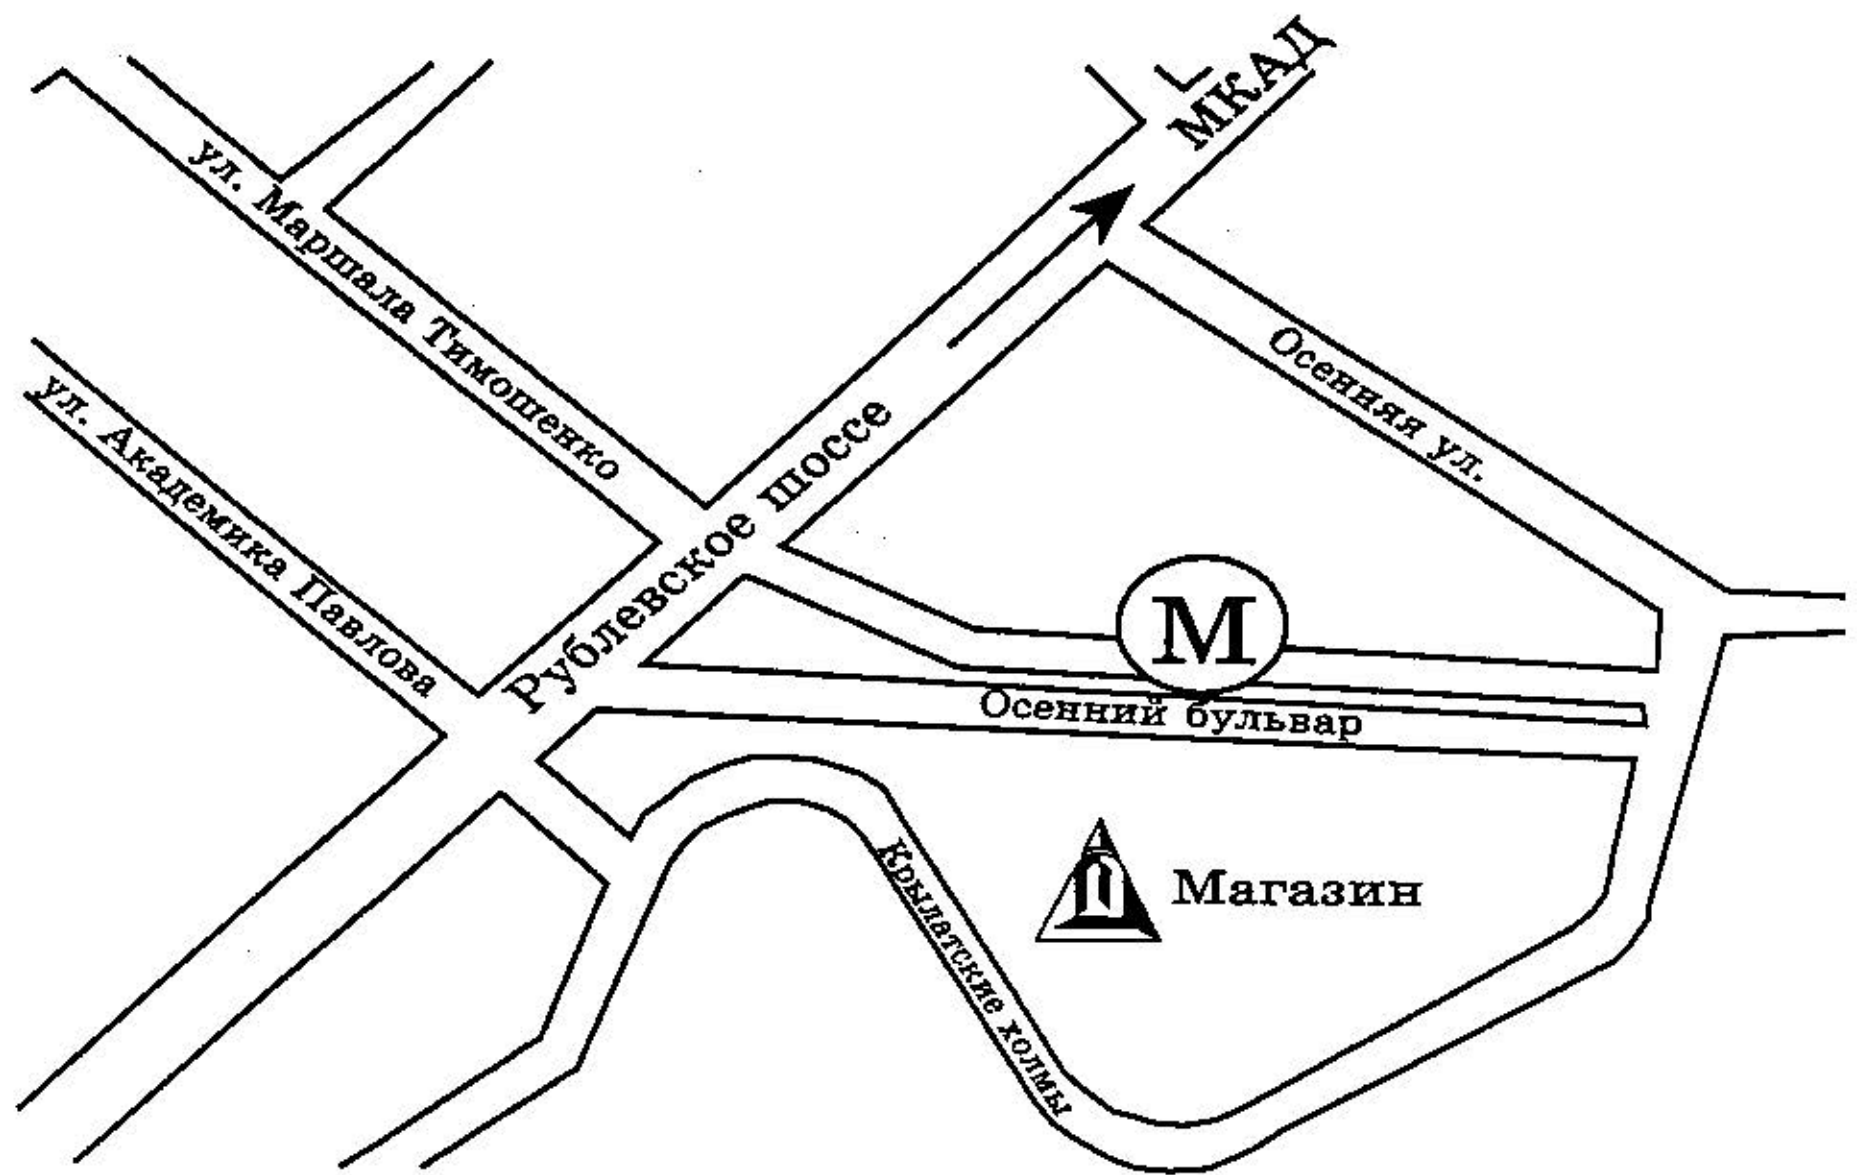 МКАД
ул. Маршала Тимошенко
Осенняя ул.
ул. Академика Павлова
Рублевское шоссе
М
Осенний бульвар
Магазин
Крылатские холмы